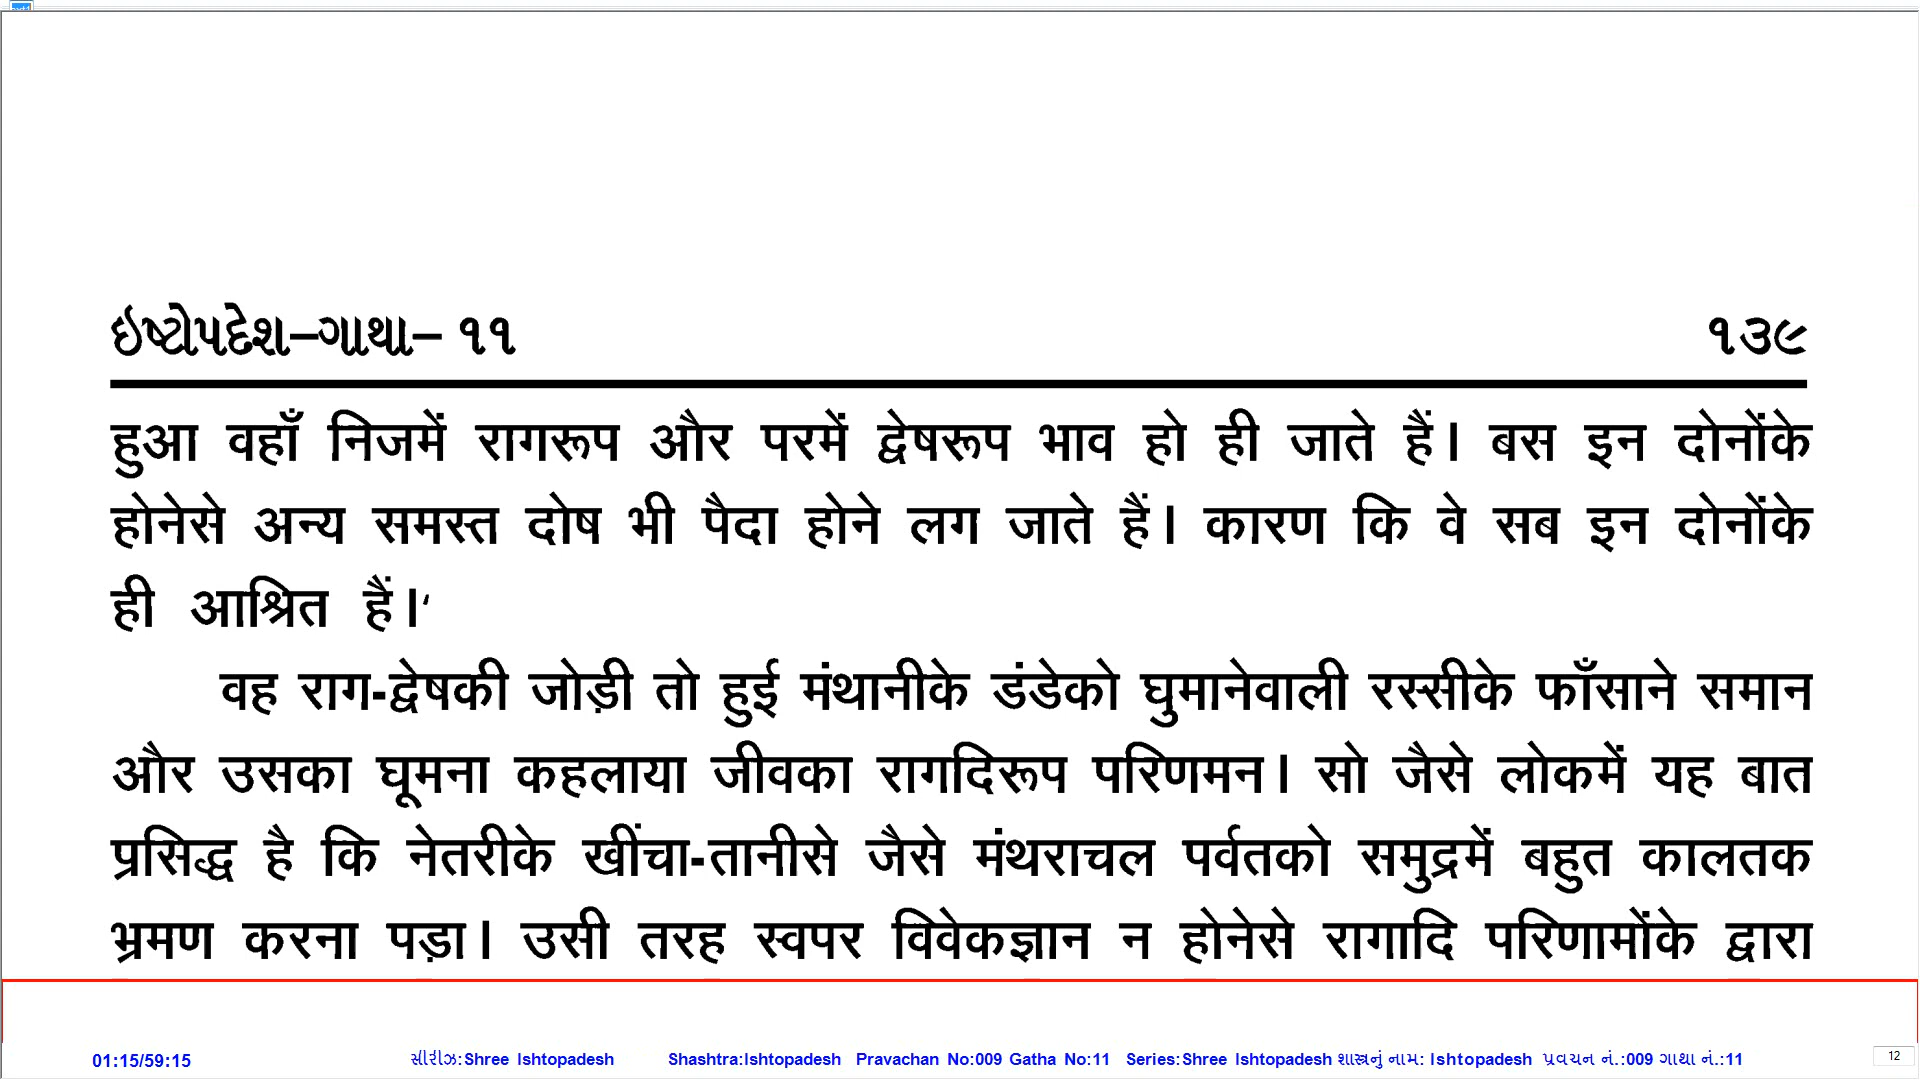 ઇષ્ટોપદેશ–ગાથા– ૧૧ ૧૩૯
हुआ वहाँ निजमें रागरूप और परमें द्वेषरूप भाव हो ही जाते हैं। बस इन दोनोंके
होनेसे अन्य समस्त दोष भी पैदा होने लग जाते हैं। कारण कि वे सब इन दोनोंके
ही आश्रित हैं।‘
वह राग-द्वेषकी जोड़ी तो हुई मंथानीके डंडेको घुमानेवाली रस्सीके फाँसाने समान
और उसका घूमना कहलाया जीवका रागदिरूप परिणमन। सो जैसे लोकमें यह बात
प्रसिद्ध है कि नेतरीके खींचा-तानीसे जैसे मंथराचल पर्वतको समुद्रमें बहुत कालतक
भ्रमण करना पड़ा। उसी तरह स्वपर विवेकज्ञान न होनेसे रागादि परिणामोंके द्वारा
01:15/59:15 સીરીઝ:Shree Ishtopadesh Shashtra:Ishtopadesh Pravachan No:009 Gatha No:11 Series:Shree Ishtopadesh શાસ્ત્રનું નામ: Ishtopadesh પ્રવચન નં.:009 ગાથા નં.:11 12